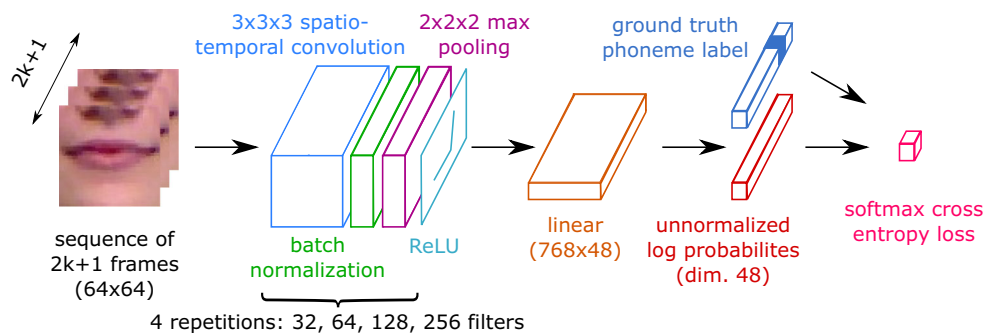 2k+1
3x3x3 spatio-
temporal convolution
2x2x2 max
pooling
ground truth
phoneme label
sequence of
2k+1 frames
(64x64)
batch
normalization
ReLU
linear
(768x48)
unnormalized
log probabilites
(dim. 48)
softmax cross
entropy loss
4 repetitions: 32, 64, 128, 256 filters